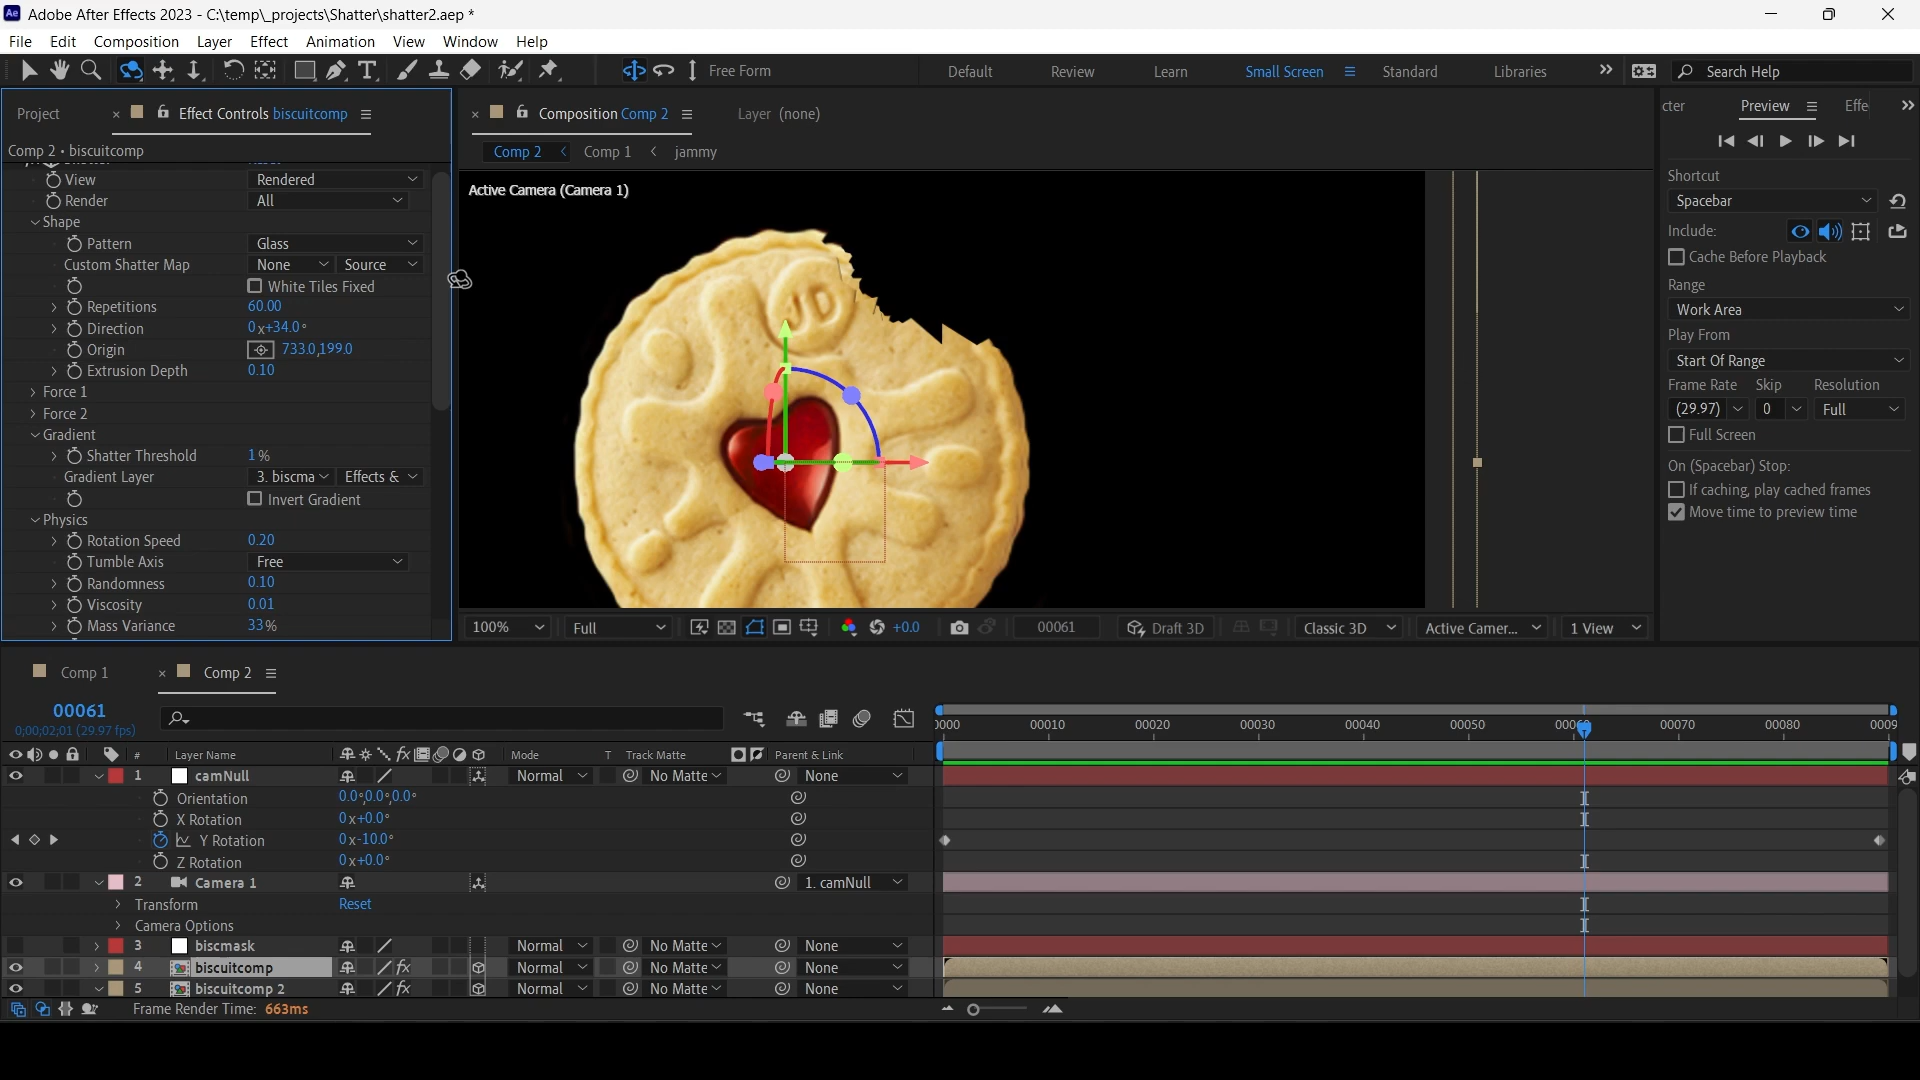 Adobe After Effects 2023 - C:\temp\_projects\Shatter\shatter2.aep *
File Edit Composition Layer Effect Animation View Window Help
Free Form Default Review Learn Small Screen Standard Libraries Search Help
Project Effect Controls biscuitcomp
Comp 2 • biscuitcomp
View Rendered
Render All
Shape
Pattern Glass
Custom Shatter Map None Source
White Tiles Fixed
Repetitions 60.00
Direction 0x+34.0°
Origin 733.0,199.0
Extrusion Depth 0.10
Force 1
Force 2
Gradient
Shatter Threshold 1%
Gradient Layer 3. biscma Effects &
Invert Gradient
Physics
Rotation Speed 0.20
Tumble Axis Free
Randomness 0.10
Viscosity 0.01
Mass Variance 33%
Composition Comp 2 Layer (none)
Comp 2 < Comp 1 < jammy
Active Camera (Camera 1)
JD
100% Full +0.0 00061 Draft 3D Classic 3D Active Camer... 1 View
cter Preview Effe
Shortcut
Spacebar
Include:
Cache Before Playback
Range
Work Area
Play From
Start Of Range
Frame Rate Skip Resolution
(29.97) 0 Full
Full Screen
On (Spacebar) Stop:
If caching, play cached frames
Move time to preview time
Comp 1 Comp 2
00061
0;00;02;01 (29.97 fps)
# Layer Name Mode T Track Matte Parent & Link
0000 00010 00020 00030 00040 00050 00060 00070 00080 0009
1 camNull Normal No Matte None
Orientation 0.0°,0.0°,0.0°
X Rotation 0x+0.0°
Y Rotation 0x-10.0°
Z Rotation 0x+0.0°
2 Camera 1 1. camNull
Transform Reset
Camera Options
3 biscmask Normal No Matte None
4 biscuitcomp Normal No Matte None
5 biscuitcomp 2 Normal No Matte None
Frame Render Time: 663ms